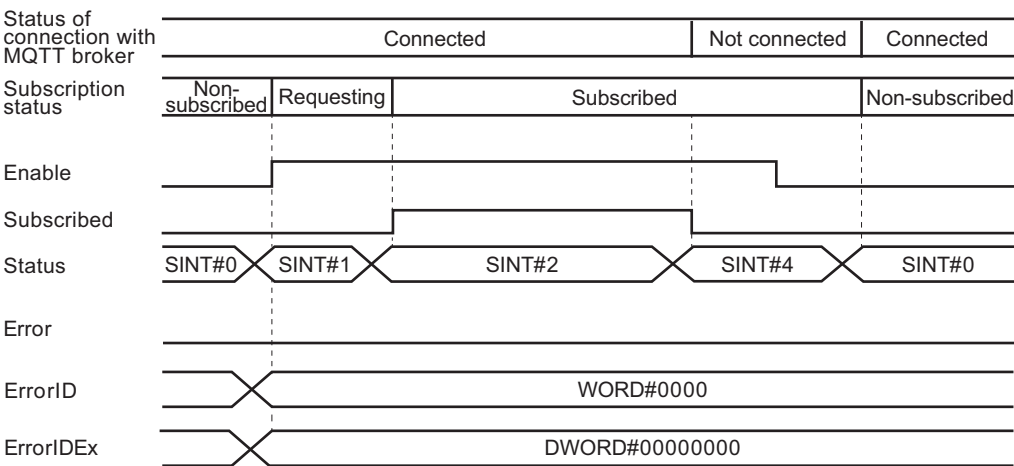 Status of
connection with
MQTT broker
Connected
Not connected
Connected
Subscription
status
Non-
subscribed
Requesting
Subscribed
Non-subscribed
Enable
Subscribed
Status
SINT#0
SINT#1
SINT#2
SINT#4
SINT#0
Error
ErrorID
WORD#0000
ErrorIDEx
DWORD#00000000